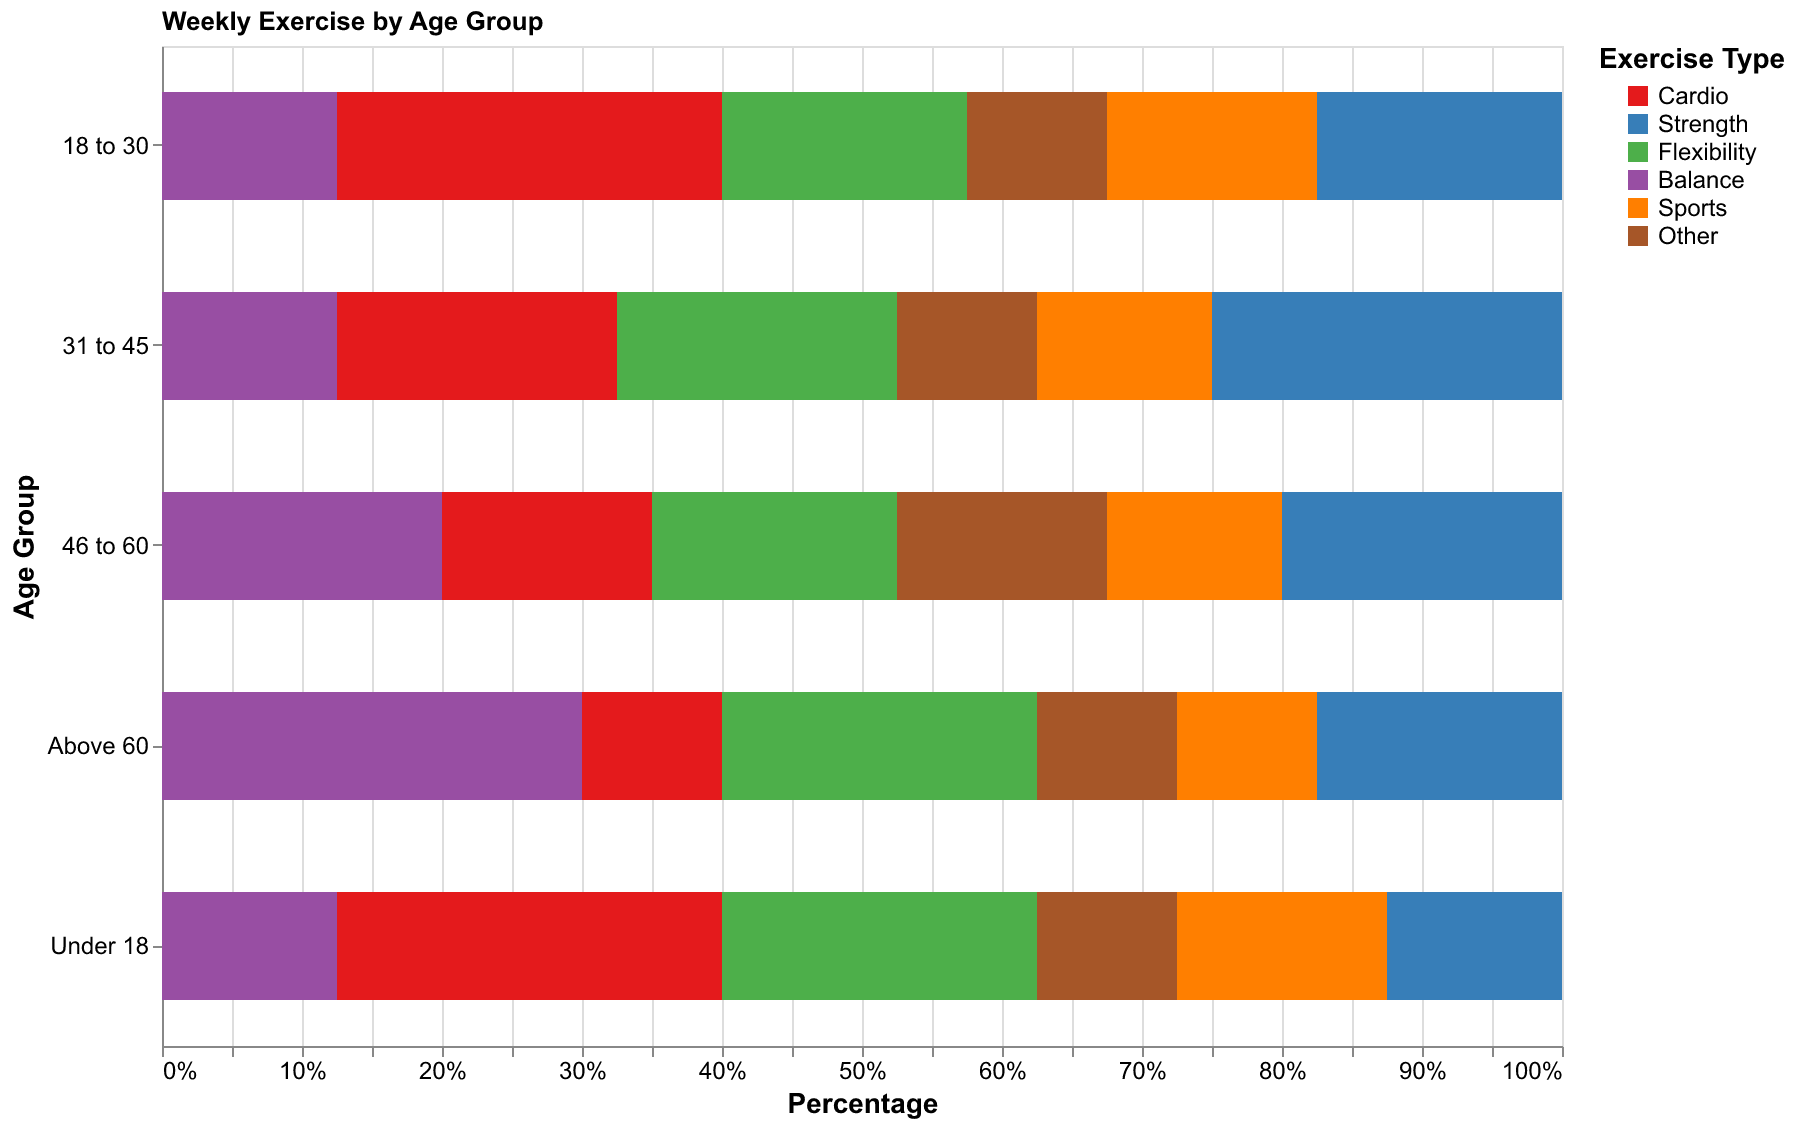 Weekly Exercise by Age Group
Exercise Type
Cardio
Strength
Flexibility
Balance
Sports
Other
Age Group
18 to 30
31 to 45
46 to 60
Above 60
Under 18
0% 10% 20% 30% 40% 50% 60% 70% 80% 90% 100%
Percentage